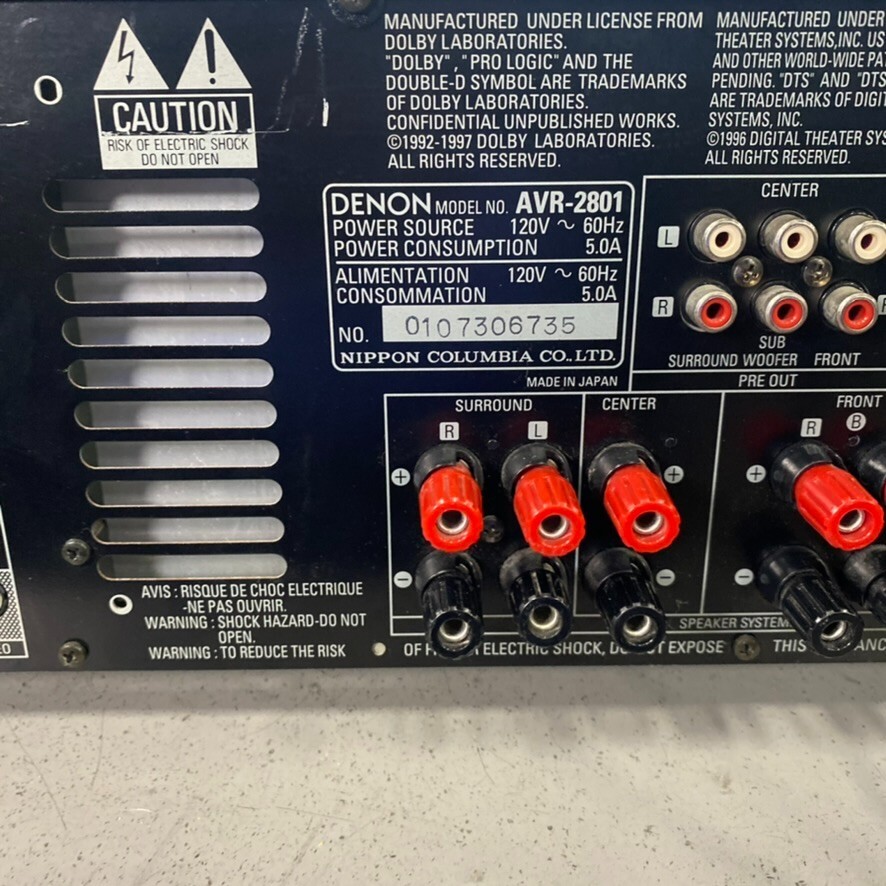 CAUTION
RISK OF ELECTRIC SHOCK
DO NOT OPEN
MANUFACTURED UNDER LICENSE FROM
DOLBY LABORATORIES.
"DOLBY", "PRO LOGIC" AND THE
DOUBLE-D SYMBOL ARE TRADEMARKS
OF DOLBY LABORATORIES.
CONFIDENTIAL UNPUBLISHED WORKS.
©1992-1997 DOLBY LABORATORIES.
ALL RIGHTS RESERVED.
MANUFACTURED UNDER
THEATER SYSTEMS,INC. US
AND OTHER WORLD-WIDE
PENDING. "DTS" AND "DTS
ARE TRADEMARKS OF
SYSTEMS, INC.
©1996 DIGITAL THEATER
ALL RIGHTS RESERVED.
DENON MODEL NO. AVR-2801
POWER SOURCE 120V ~ 60Hz
POWER CONSUMPTION 5.0A
ALIMENTATION 120V ~ 60Hz
CONSOMMATION 5.0A
NO. 0107306735
NIPPON COLUMBIA CO.,LTD.
MADE IN JAPAN
CENTER
L
R
SUB
SURROUND WOOFER FRONT
PRE OUT
SURROUND CENTER FRONT
R L R B
+ + +
- - -
SPEAKER
AVIS : RISQUE DE CHOC ELECTRIQUE
-NE PAS OUVRIR.
WARNING : SHOCK HAZARD-DO NOT
OPEN.
WARNING : TO REDUCE THE RISK OF ELECTRIC SHOCK, DO NOT EXPOSE THIS